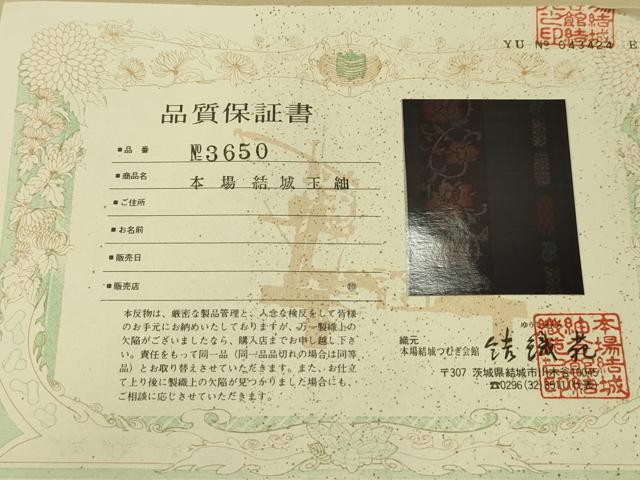 YU № 043424 E
品質保証書
■品番 №3650
■商品名 本場結城玉紬
■ご住所
■お名前
■販売日
■販売店 ㊞
本反物は、厳密な製品管理と、入念な検反をして皆様
のお手元にお納めいたしておりますが、万一製織上の
欠陥がございましたなら、購入店までお申し越し下さ
い。責任をもって同一品(同一品品切れの場合は同等
品)とお取り替えさせていただきます。また、お仕立
て上り後に製織上の欠陥が見つかりました場合にも、
ご相談に応じさせていただきます。
織元
本場結城つむぎ会館
結織苑
〒307 茨城県結城市
☎0296(32)